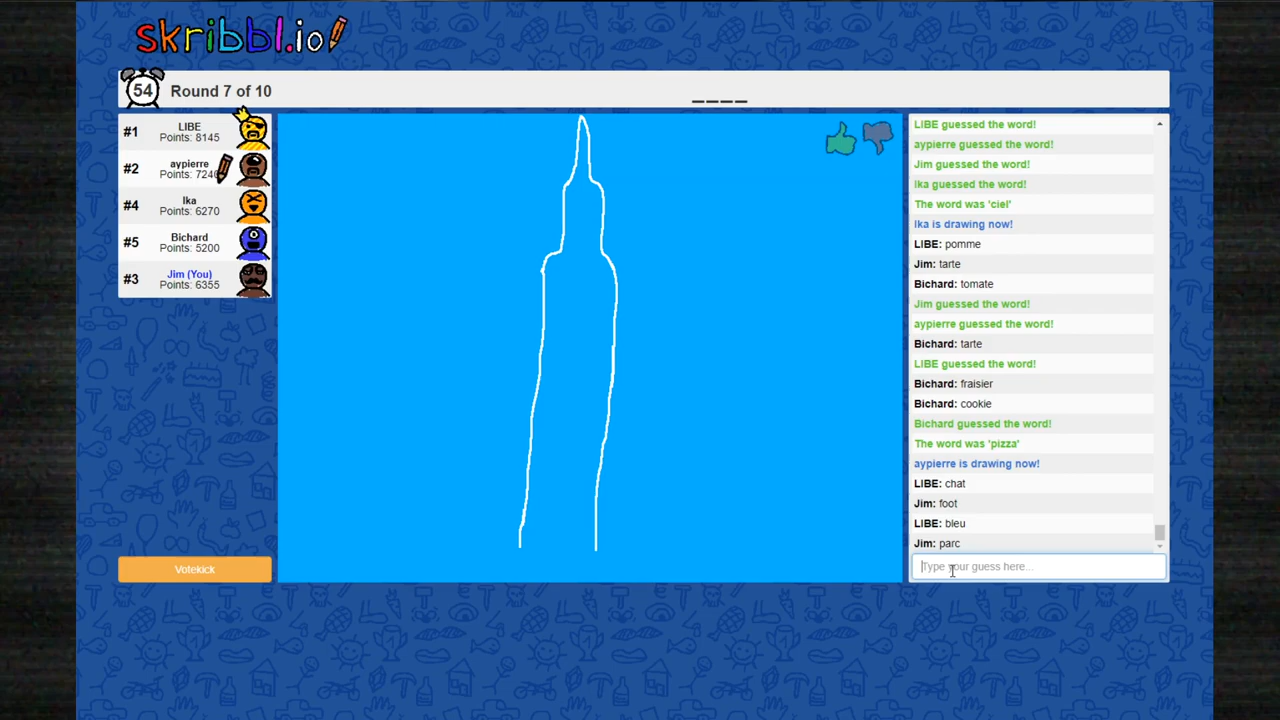 skribbl.io
54
Round 7 of 10
_ _ _ _
#1
LIBE
Points: 8145
#2
aypierre
Points: 7240
#4
Ika
Points: 6270
#5
Bichard
Points: 5200
#3
Jim (You)
Points: 6355
Votekick
LIBE guessed the word!
aypierre guessed the word!
Jim guessed the word!
Ika guessed the word!
The word was 'ciel'
Ika is drawing now!
LIBE: pomme
Jim: tarte
Bichard: tomate
Jim guessed the word!
aypierre guessed the word!
Bichard: tarte
LIBE guessed the word!
Bichard: fraisier
Bichard: cookie
Bichard guessed the word!
The word was 'pizza'
aypierre is drawing now!
LIBE: chat
Jim: foot
LIBE: bleu
Jim: parc
Type your guess here...